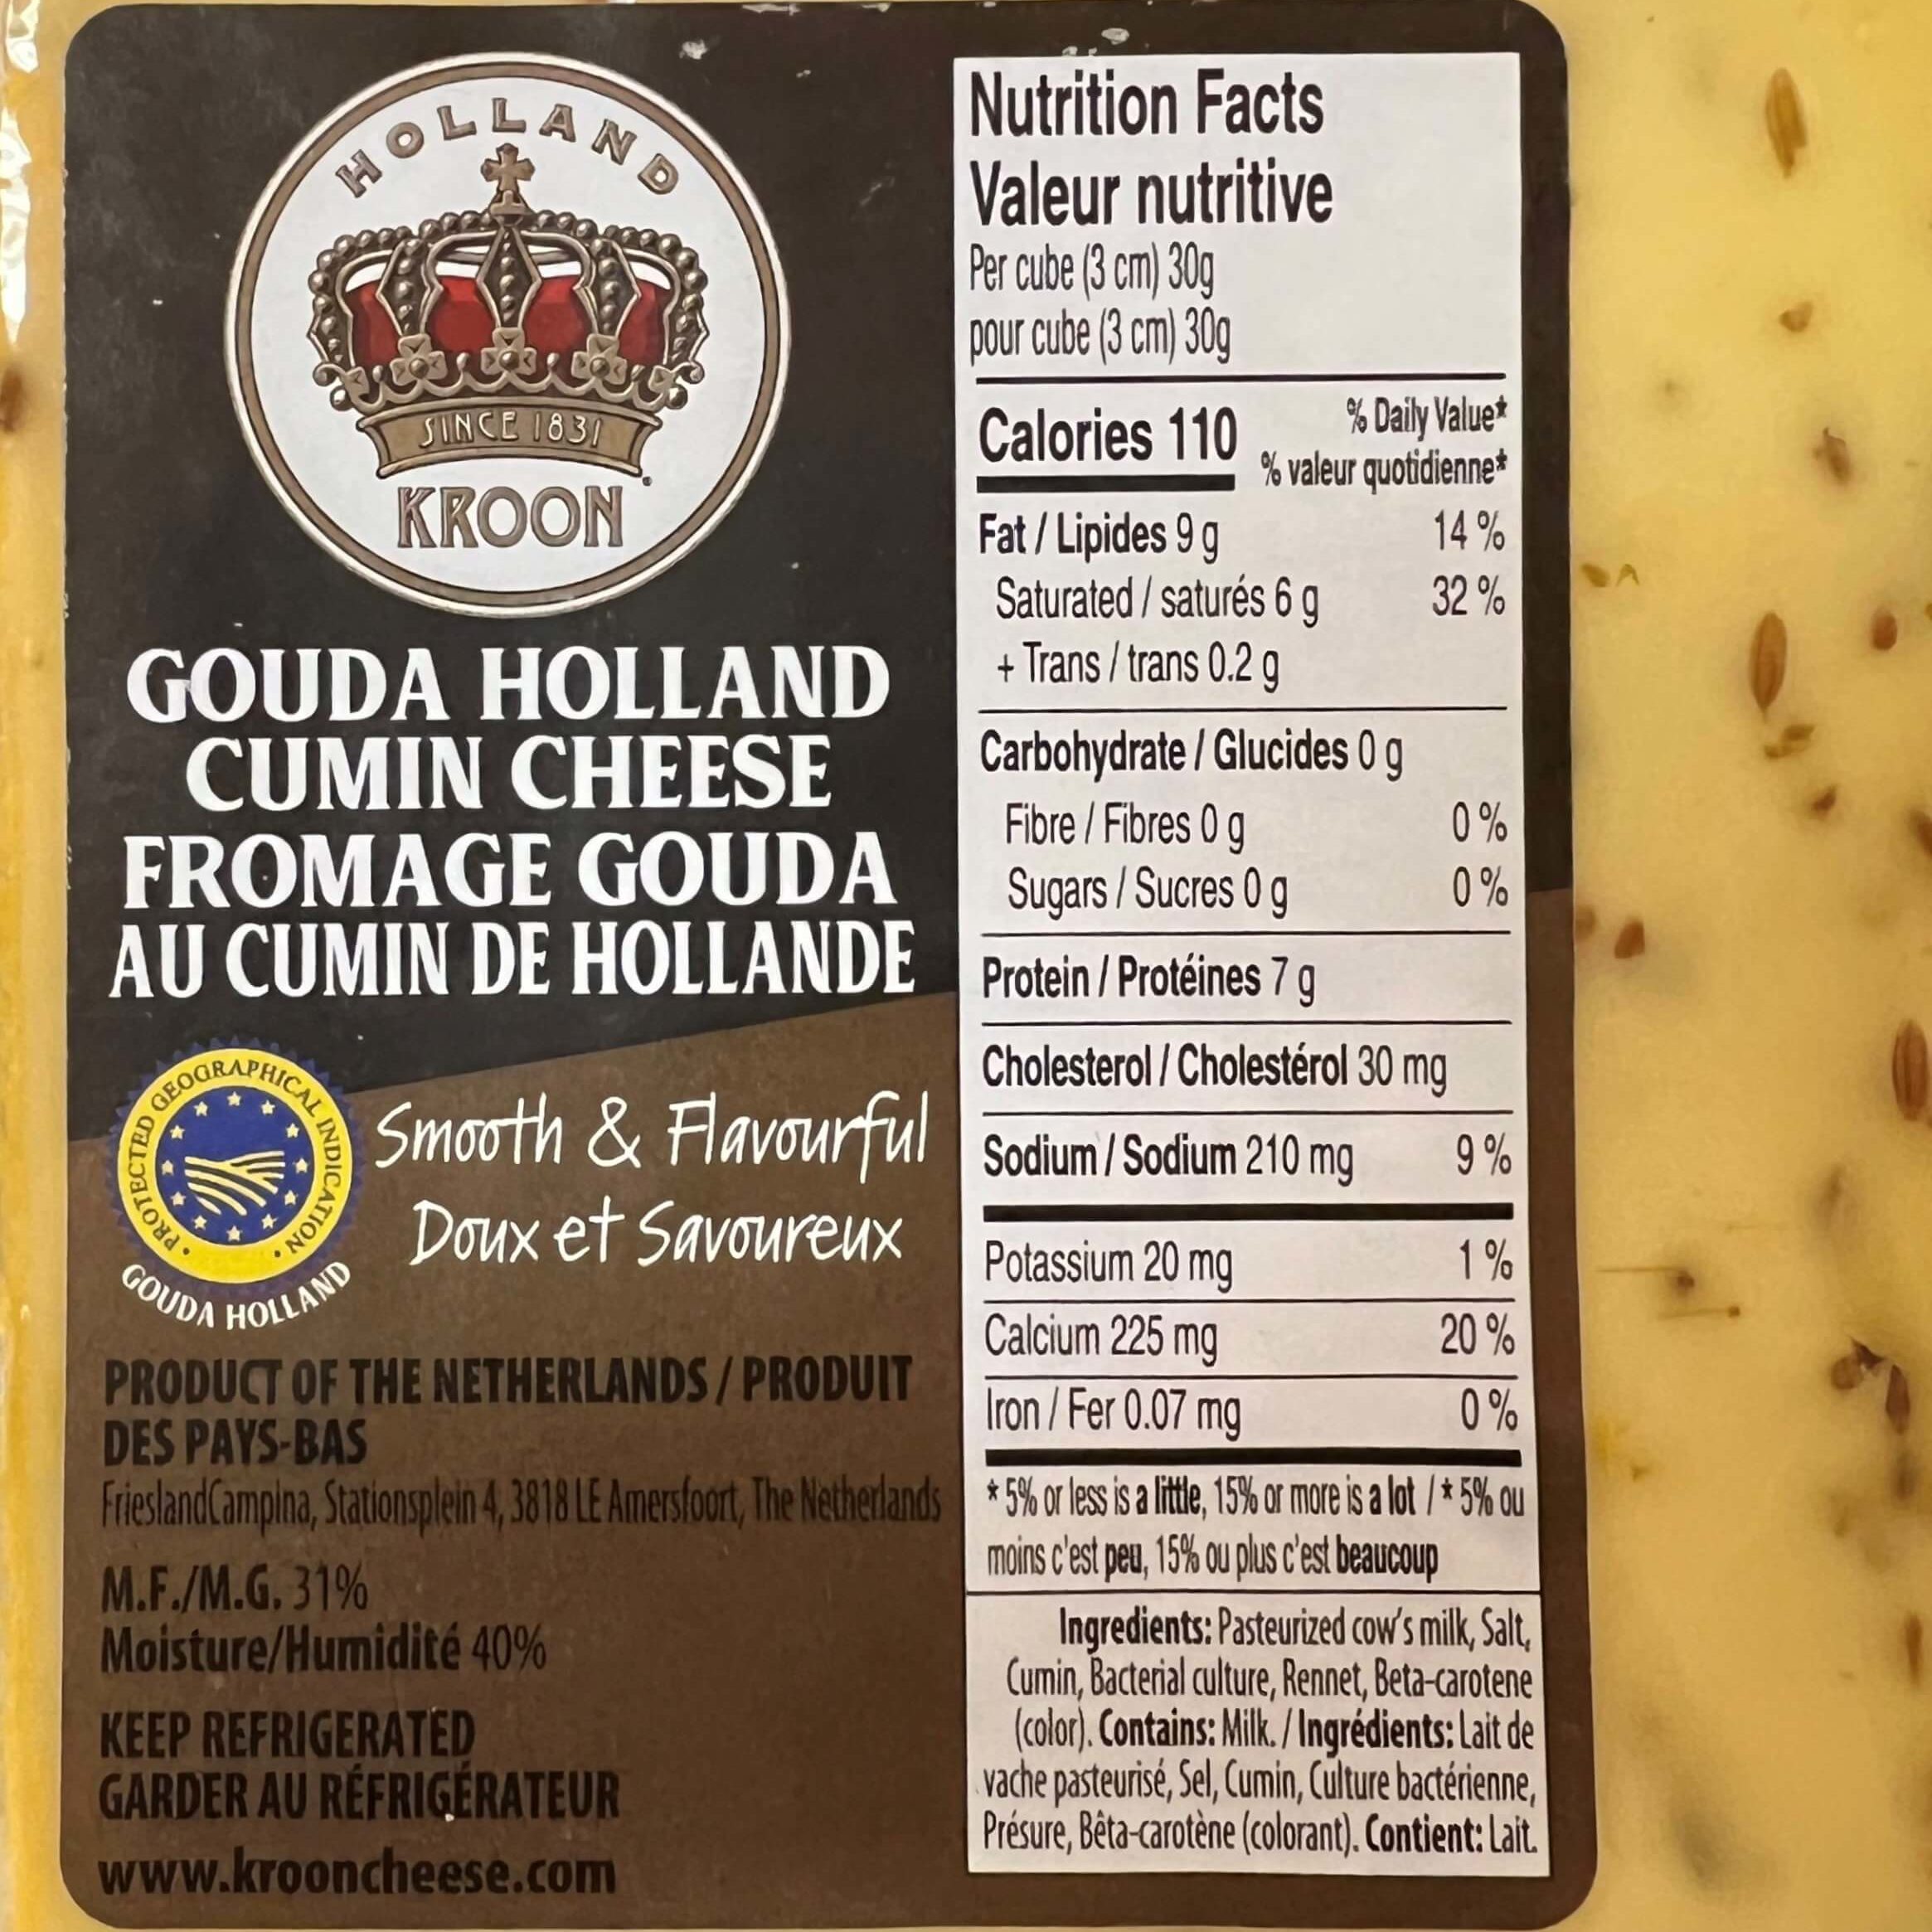 HOLLAND
SINCE 1831
KROON
GOUDA HOLLAND
CUMIN CHEESE
FROMAGE GOUDA
AU CUMIN DE HOLLANDE
PROTECTED GEOGRAPHICAL INDICATION
GOUDA HOLLAND
Smooth & Flavourful
Doux et Savoureux
PRODUCT OF THE NETHERLANDS / PRODUIT
DES PAYS-BAS
FrieslandCampina, Stationsplein 4, 3818 LE Amersfoort, The Netherlands
M.F./M.G. 31%
Moisture/Humidité 40%
KEEP REFRIGERATED
GARDER AU RÉFRIGÉRATEUR
www.krooncheese.com
Nutrition Facts
Valeur nutritive
Per cube (3 cm) 30g
pour cube (3 cm) 30g
Calories 110
% Daily Value*
% valeur quotidienne*
Fat / Lipides 9 g 14 %
Saturated / saturés 6 g 32 %
+ Trans / trans 0.2 g
Carbohydrate / Glucides 0 g
Fibre / Fibres 0 g 0 %
Sugars / Sucres 0 g 0 %
Protein / Protéines 7 g
Cholesterol / Cholestérol 30 mg
Sodium / Sodium 210 mg 9 %
Potassium 20 mg 1 %
Calcium 225 mg 20 %
Iron / Fer 0.07 mg 0 %
* 5% or less is a little, 15% or more is a lot / * 5% ou
moins c'est peu, 15% ou plus c'est beaucoup
Ingredients: Pasteurized cow's milk, Salt,
Cumin, Bacterial culture, Rennet, Beta-carotene
(color). Contains: Milk. / Ingrédients: Lait de
vache pasteurisé, Sel, Cumin, Culture bactérienne,
Présure, Bêta-carotène (colorant). Contient: Lait.